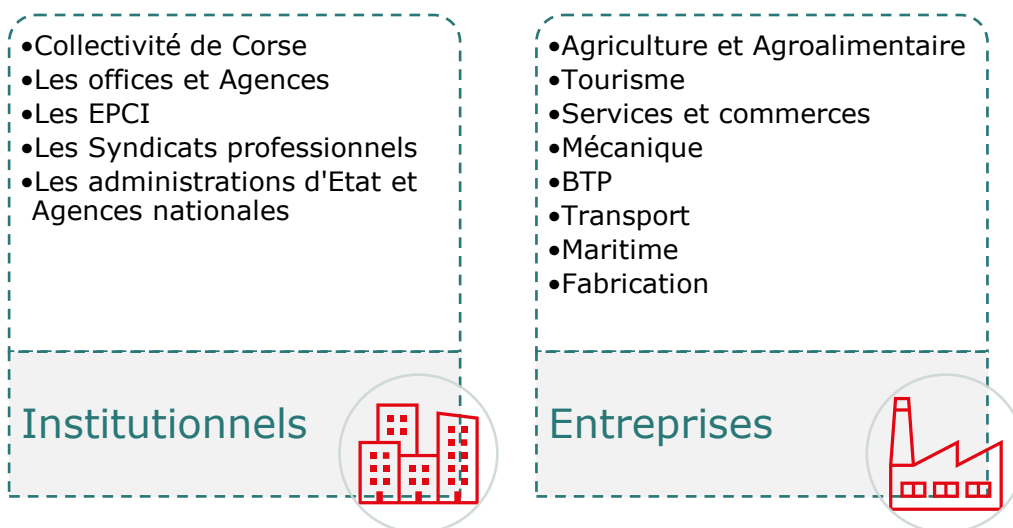 •Collectivité de Corse
•Les offices et Agences
•Les EPCI
•Les Syndicats professionnels
•Les administrations d'Etat et
Agences nationales
Institutionnels
•Agriculture et Agroalimentaire
•Tourisme
•Services et commerces
•Mécanique
•BTP
•Transport
•Maritime
•Fabrication
Entreprises